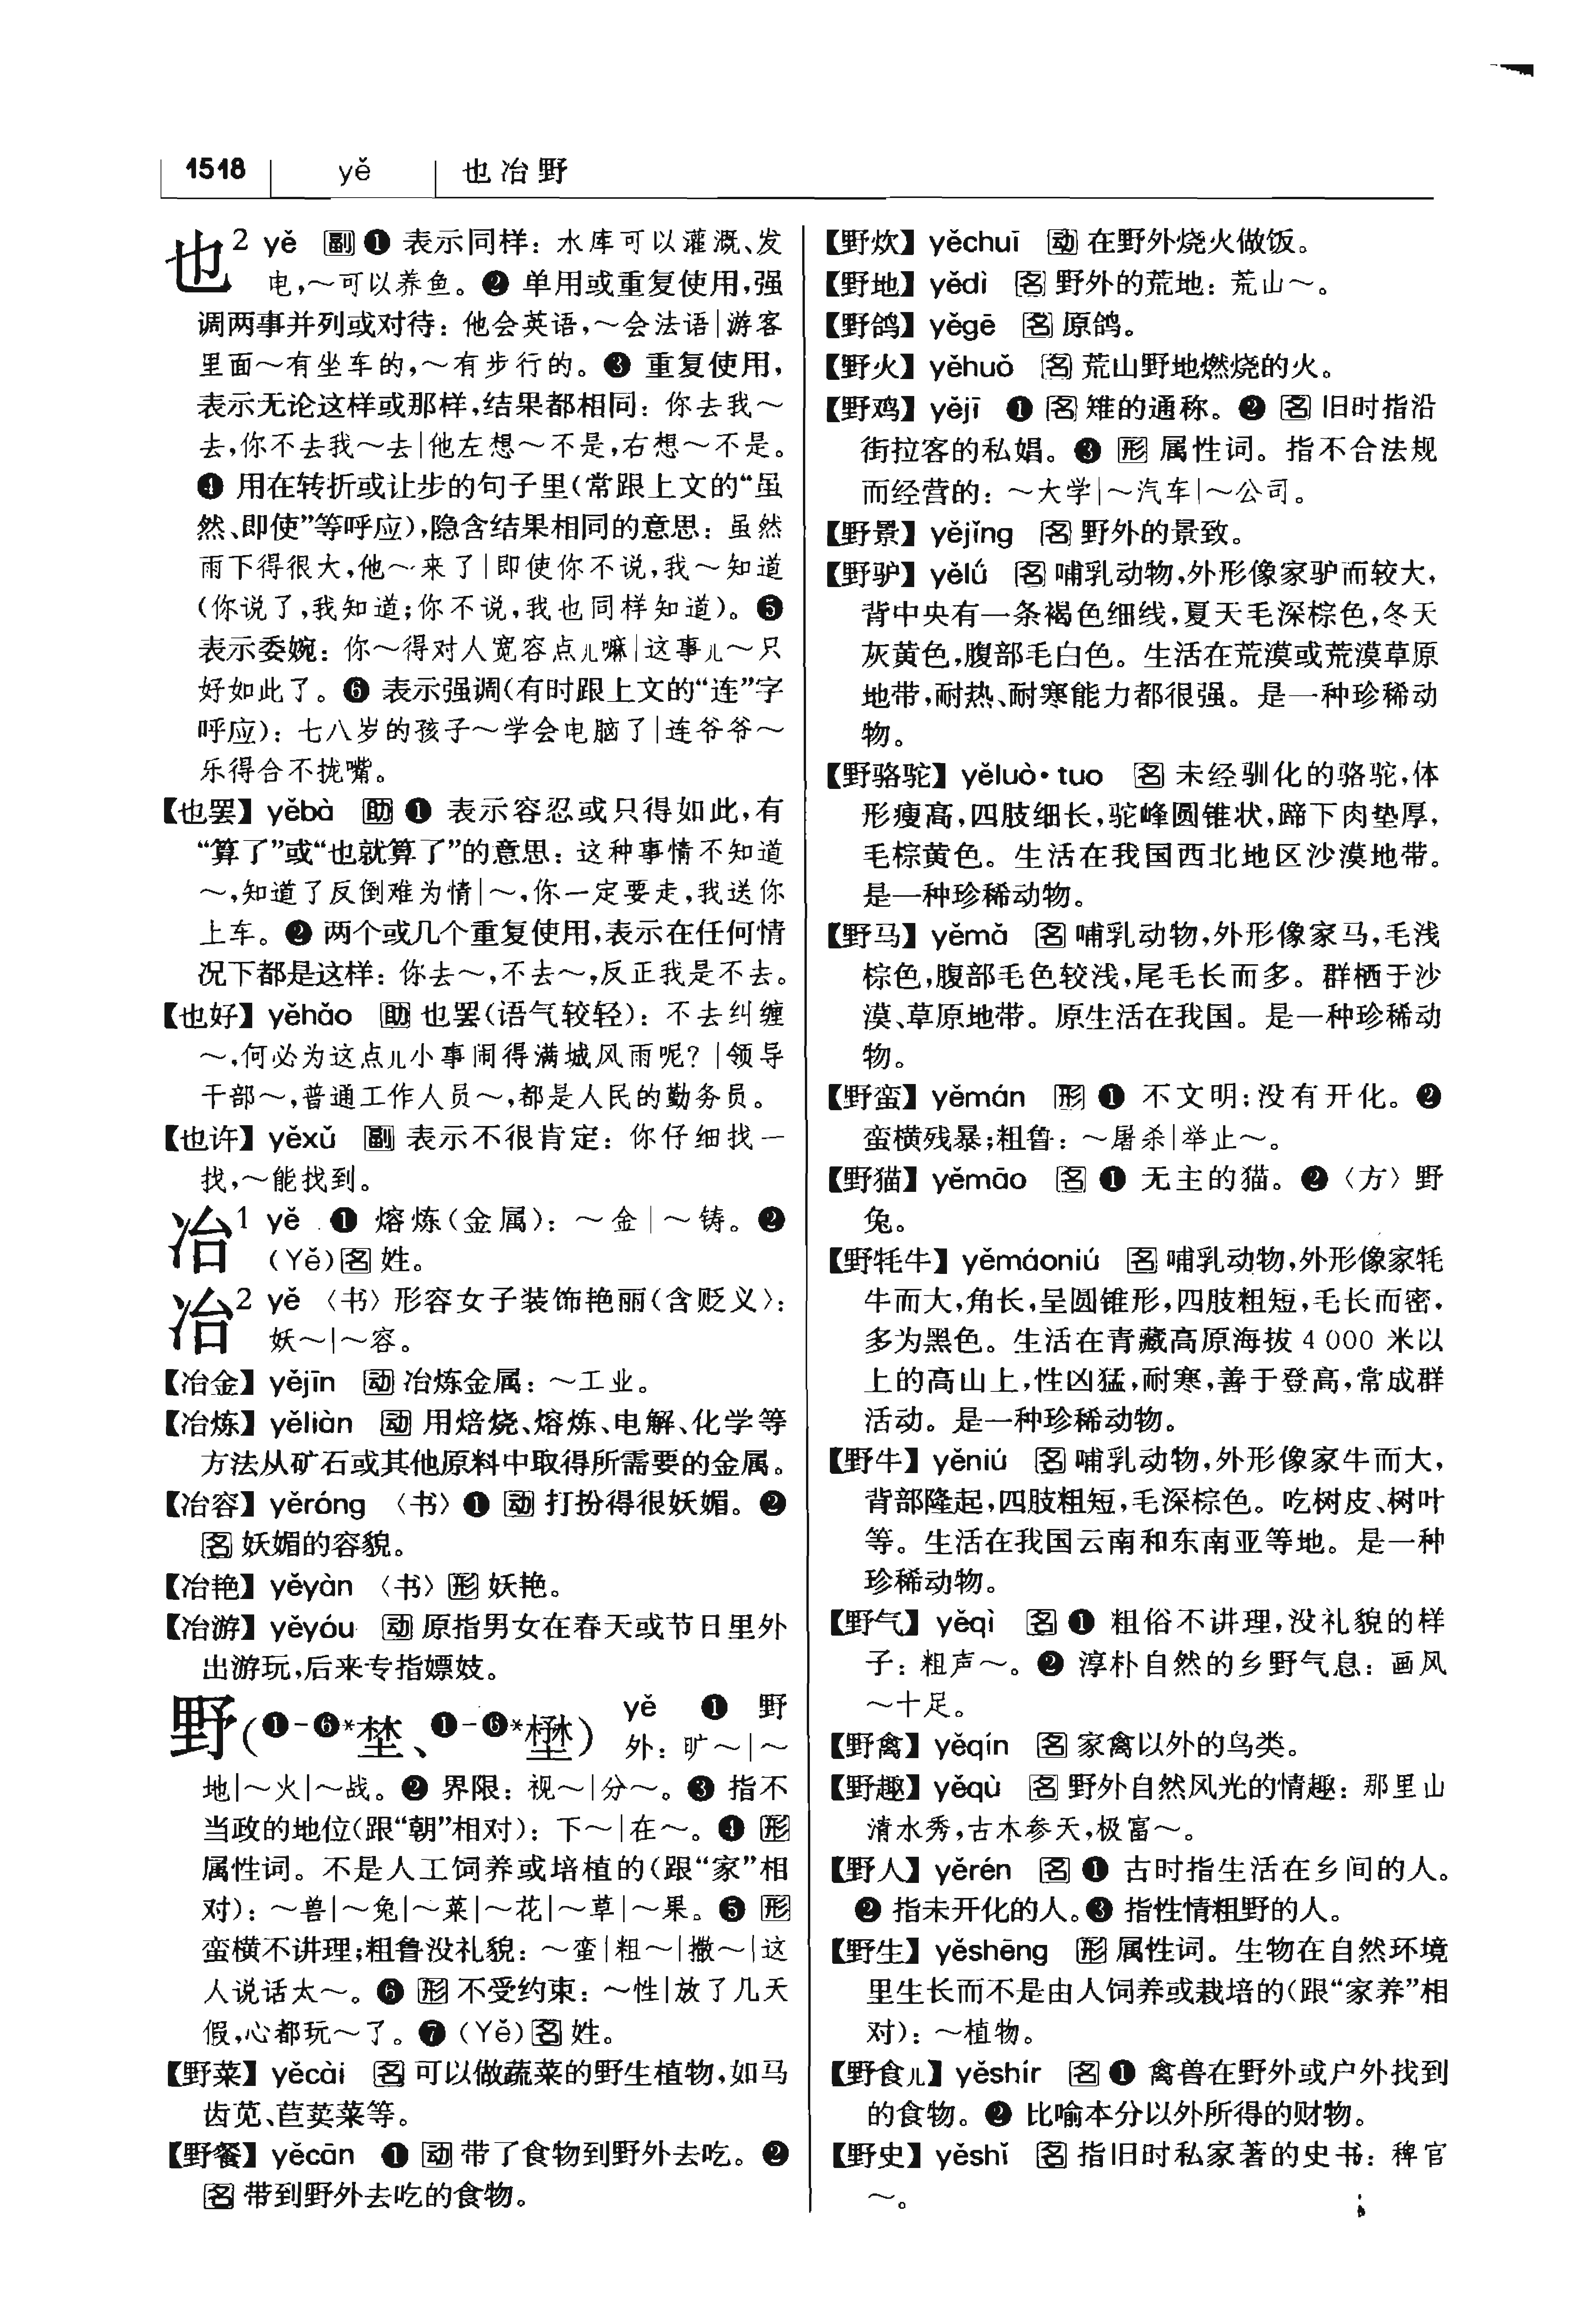 1518 yě 也冶野
也2 yě 副❶ 表示同样：水库可以灌溉、发
电，～可以养鱼。❷ 单用或重复使用，强
调两事并列或对待：他会英语，～会法语|游客
里面～有坐车的，～有步行的。❸ 重复使用，
表示无论这样或那样，结果都相同：你去我～
去，你不去我～去|他左想～不是，右想～不是。
❹ 用在转折或让步的句子里（常跟上文的“虽
然、即使”等呼应），隐含结果相同的意思：虽然
雨下得很大，他～来了|即使你不说，我～知道
（你说了，我知道；你不说，我也同样知道）。❺
表示委婉：你～得对人宽容点儿嘛|这事儿～只
好如此了。❻ 表示强调（有时跟上文的“连”字
呼应）：七八岁的孩子～学会电脑了|连爷爷～
乐得合不拢嘴。
【也罢】yěbà 助❶ 表示容忍或只得如此，有
“算了”或“也就算了”的意思：这种事情不知道
～，知道了反倒难为情|～，你一定要走，我送你
上车。❷ 两个或几个重复使用，表示在任何情
况下都是这样：你去～，不去～，反正我是不去。
【也好】yěhǎo 助 也罢（语气较轻）：不去纠缠
～，何必为这点儿小事闹得满城风雨呢？|领导
干部～，普通工作人员～，都是人民的勤务员。
【也许】yěxǔ 副 表示不很肯定：你仔细找一
找，～能找到。
冶1 yě ❶ 熔炼（金属）：～金|～铸。❷
（Yě）名 姓。
冶2 yě 〈书〉形容女子装饰艳丽（含贬义）：
妖～|～容。
【冶金】yějīn 动 冶炼金属：～工业。
【冶炼】yěliàn 动 用焙烧、熔炼、电解、化学等
方法从矿石或其他原料中取得所需要的金属。
【冶容】yěróng 〈书〉❶ 动 打扮得很妖媚。❷
名 妖媚的容貌。
【冶艳】yěyàn 〈书〉形 妖艳。
【冶游】yěyóu 动 原指男女在春天或节日里外
出游玩，后来专指嫖妓。
野（❶-❻*埜、❶-❻*壄） yě ❶ 野
外：旷～|～
地|～火|～战。❷ 界限：视～|分～。❸ 指不
当政的地位（跟“朝”相对）：下～|在～。❹ 形
属性词。不是人工饲养或培植的（跟“家”相
对）：～兽|～兔|～菜|～花|～草|～果。❺ 形
蛮横不讲理；粗鲁没礼貌：～蛮|粗～|撒～|这
人说话太～。❻ 形 不受约束：～性|放了几天
假，心都玩～了。❼（Yě）名 姓。
【野菜】yěcài 名 可以做蔬菜的野生植物，如马
齿苋、苣荬菜等。
【野餐】yěcān ❶ 动 带了食物到野外去吃。❷
名 带到野外去吃的食物。
【野炊】yěchuī 动 在野外烧火做饭。
【野地】yědì 名 野外的荒地：荒山～。
【野鸽】yěgē 名 原鸽。
【野火】yěhuǒ 名 荒山野地燃烧的火。
【野鸡】yějī ❶ 名 雉的通称。❷ 名 旧时指沿
街拉客的私娼。❸ 形 属性词。指不合法规
而经营的：～大学|～汽车|～公司。
【野景】yějǐng 名 野外的景致。
【野驴】yělǘ 名 哺乳动物，外形像家驴而较大，
背中央有一条褐色细线，夏天毛深棕色，冬天
灰黄色，腹部毛白色。生活在荒漠或荒漠草原
地带，耐热、耐寒能力都很强。是一种珍稀动
物。
【野骆驼】yěluò·tuo 名 未经驯化的骆驼，体
形瘦高，四肢细长，驼峰圆锥状，蹄下肉垫厚，
毛棕黄色。生活在我国西北地区沙漠地带。
是一种珍稀动物。
【野马】yěmǎ 名 哺乳动物，外形像家马，毛浅
棕色，腹部毛色较浅，尾毛长而多。群栖于沙
漠、草原地带。原生活在我国。是一种珍稀动
物。
【野蛮】yěmán 形❶ 不文明；没有开化。❷
蛮横残暴；粗鲁：～屠杀|举止～。
【野猫】yěmāo 名❶ 无主的猫。❷〈方〉野
兔。
【野牦牛】yěmáoniú 名 哺乳动物，外形像家牦
牛而大，角长，呈圆锥形，四肢粗短，毛长而密，
多为黑色。生活在青藏高原海拔 4 000 米以
上的高山上，性凶猛，耐寒，善于登高，常成群
活动。是一种珍稀动物。
【野牛】yěniú 名 哺乳动物，外形像家牛而大，
背部隆起，四肢粗短，毛深棕色。吃树皮、树叶
等。生活在我国云南和东南亚等地。是一种
珍稀动物。
【野气】yěqì 名❶ 粗俗不讲理，没礼貌的样
子：粗声～。❷ 淳朴自然的乡野气息：画风
～十足。
【野禽】yěqín 名 家禽以外的鸟类。
【野趣】yěqù 名 野外自然风光的情趣：那里山
清水秀，古木参天，极富～。
【野人】yěrén 名❶ 古时指生活在乡间的人。
❷ 指未开化的人。❸ 指性情粗野的人。
【野生】yěshēng 形 属性词。生物在自然环境
里生长而不是由人饲养或栽培的（跟“家养”相
对）：～植物。
【野食儿】yěshír 名❶ 禽兽在野外或户外找到
的食物。❷ 比喻本分以外所得的财物。
【野史】yěshǐ 名 指旧时私家著的史书：稗官
～。